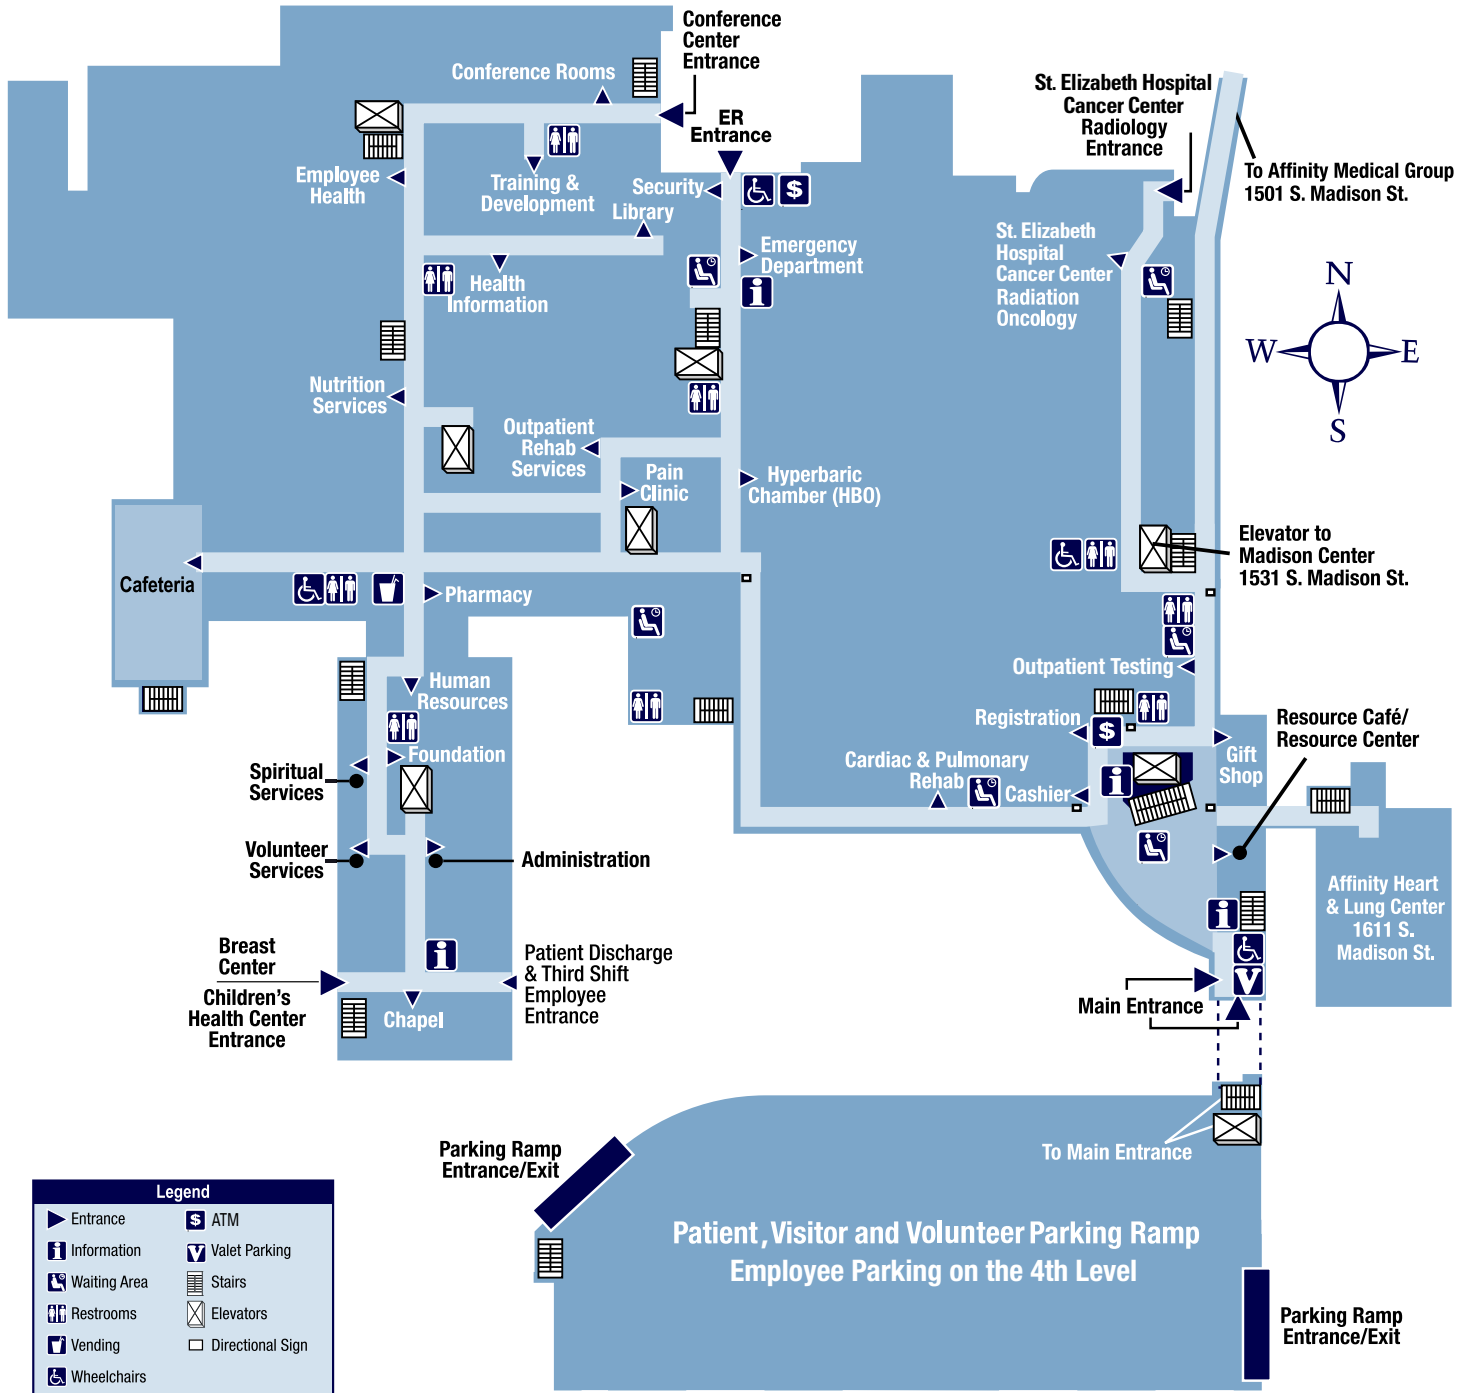 Conference
Center
Entrance
Conference Rooms
ER
Entrance
St. Elizabeth Hospital
Cancer Center
Radiology
Entrance
To Affinity Medical Group
1501 S. Madison St.
Employee
Health
Training &
Development
Security
Library
$
Emergency
Department
St. Elizabeth
Hospital
Cancer Center
Radiation
Oncology
Health
Information
i
N
W
E
S
Nutrition
Services
Outpatient
Rehab
Services
Pain
Clinic
Hyperbaric
Chamber (HBO)
Elevator to
Madison Center
1531 S. Madison St.
Cafeteria
Pharmacy
Outpatient Testing
Human
Resources
Registration
$
Resource Café/
Resource Center
Foundation
Gift
Shop
Spiritual
Services
Cardiac & Pulmonary
Rehab
Cashier
i
Volunteer
Services
Administration
Affinity Heart
& Lung Center
1611 S.
Madison St.
i
Breast
Center
Children's
Health Center
Entrance
i
Patient Discharge
& Third Shift
Employee
Entrance
Chapel
Main Entrance
V
Parking Ramp
Entrance/Exit
To Main Entrance
Patient, Visitor and Volunteer Parking Ramp
Employee Parking on the 4th Level
Parking Ramp
Entrance/Exit
Legend
Entrance
$ ATM
i Information
V Valet Parking
Waiting Area
Stairs
Restrooms
Elevators
Vending
Directional Sign
Wheelchairs